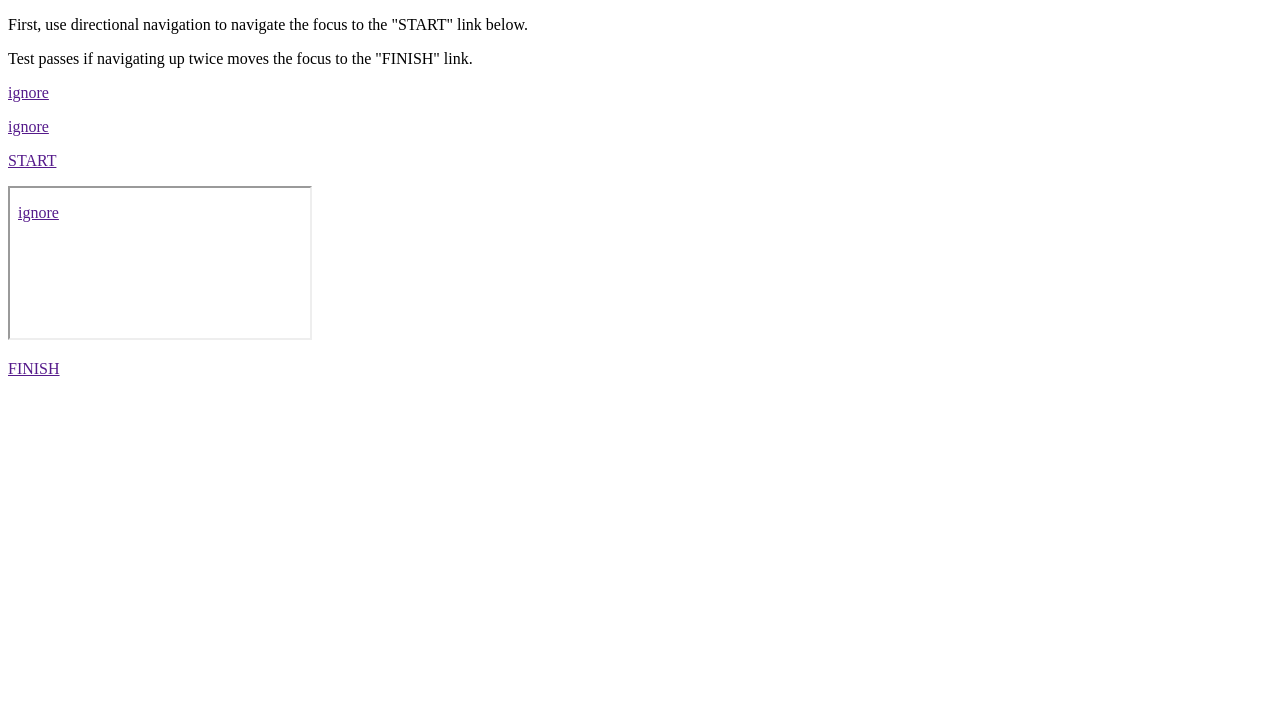 First, use directional navigation to navigate the focus to the "START" link below.
Test passes if navigating up twice moves the focus to the "FINISH" link.
ignore
ignore
START
ignore
FINISH